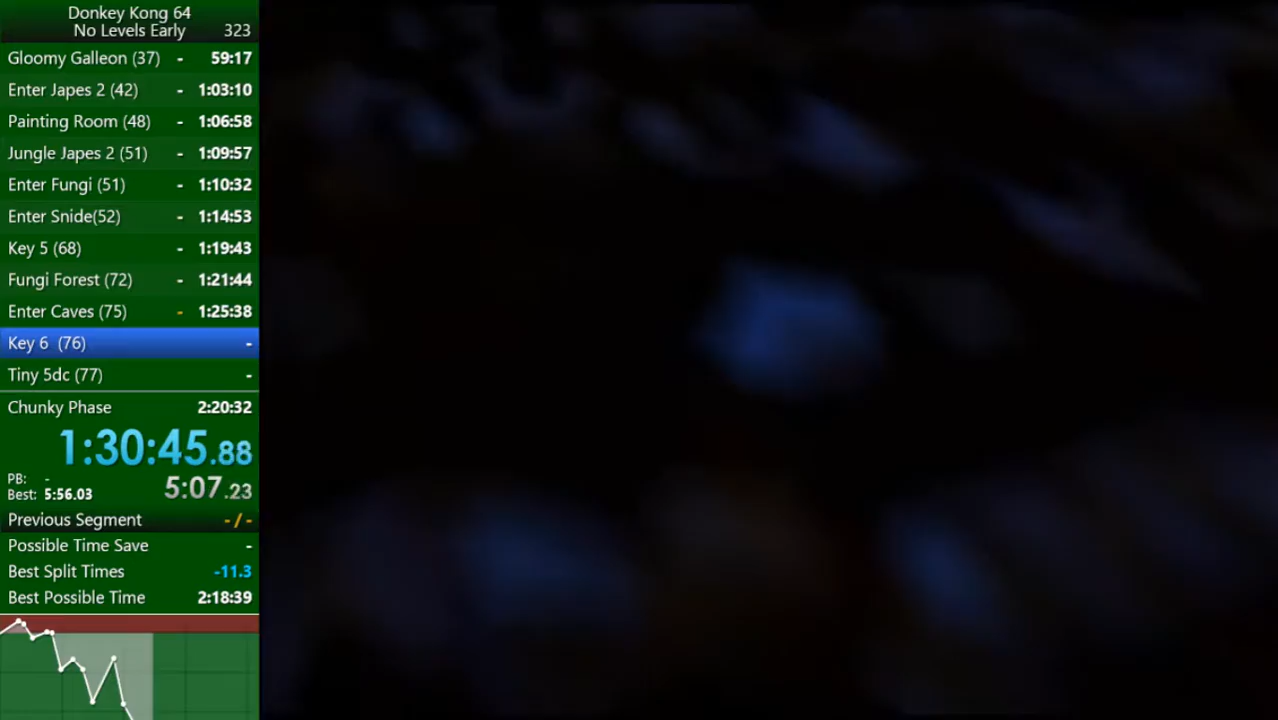 Donkey Kong 64
No Levels Early 323
Gloomy Galleon (37) - 59:17
Enter Japes 2 (42) - 1:03:10
Painting Room (48) - 1:06:58
Jungle Japes 2 (51) - 1:09:57
Enter Fungi (51) - 1:10:32
Enter Snide(52) - 1:14:53
Key 5 (68) - 1:19:43
Fungi Forest (72) - 1:21:44
Enter Caves (75) - 1:25:38
Key 6 (76) -
Tiny 5dc (77) -
Chunky Phase 2:20:32
1:30:45.88
PB: -
Best: 5:56.03 5:07.23
Previous Segment - / -
Possible Time Save -
Best Split Times -11.3
Best Possible Time 2:18:39